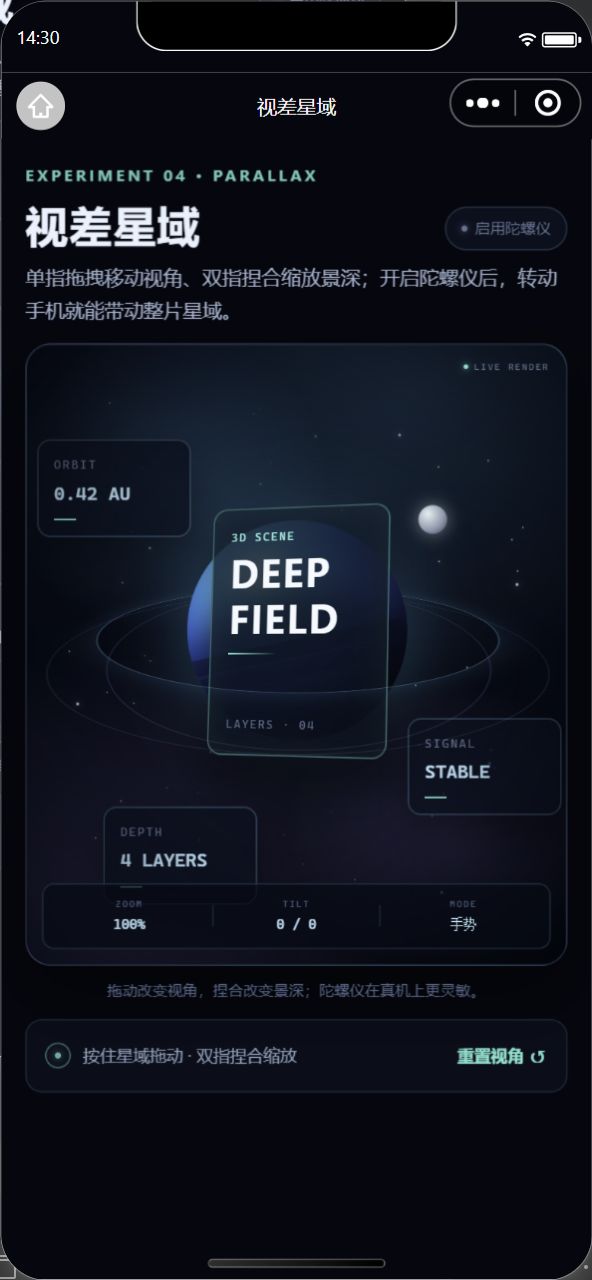 14:30
视差星域
EXPERIMENT 04 • PARALLAX
视差星域
启用陀螺仪
单指拖拽移动视角、双指捏合缩放景深；开启陀螺仪后，转动
手机就能带动整片星域。
LIVE RENDER
ORBIT
0.42 AU
3D SCENE
DEEP
FIELD
LAYERS · 04
SIGNAL
STABLE
DEPTH
4 LAYERS
ZOOM
100%
TILT
0 / 0
MODE
手势
拖动改变视角，捏合改变景深；陀螺仪在真机上更灵敏。
按住星域拖动 · 双指捏合缩放
重置视角 ↺